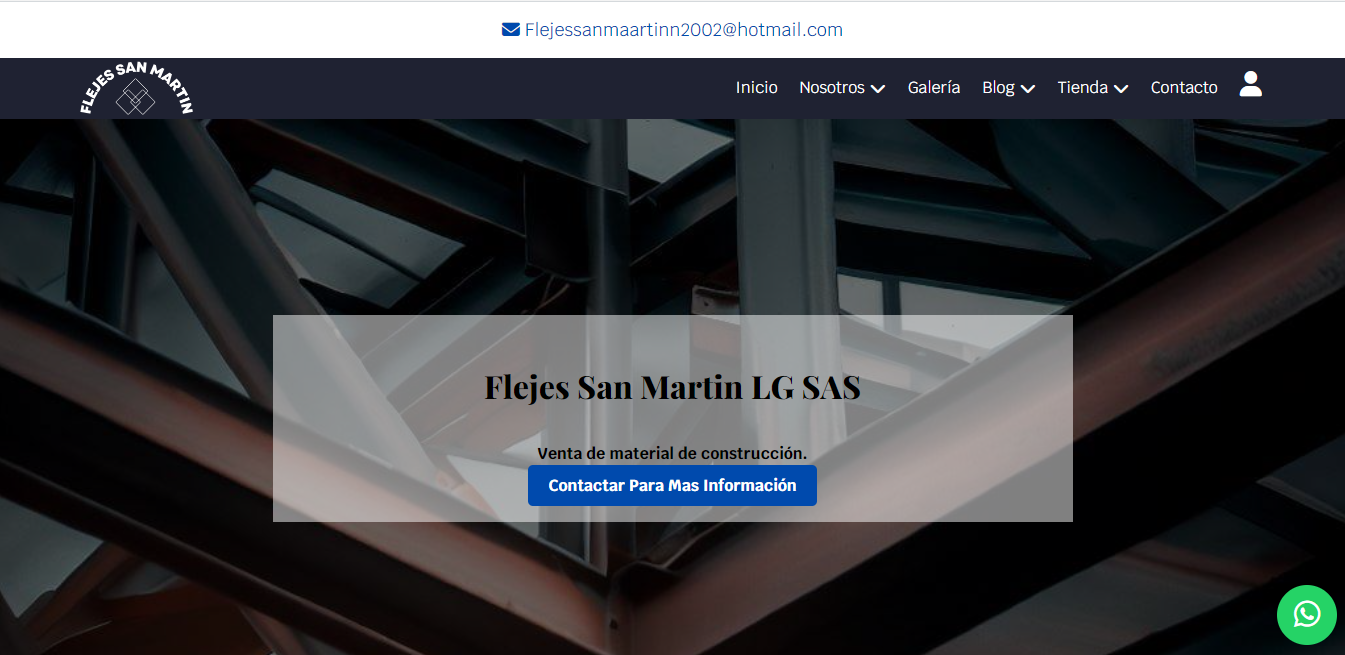 Flejessanmaartinn2002@hotmail.com
FLEJES SAN MARTIN
Inicio Nosotros Galería Blog Tienda Contacto
Flejes San Martin LG SAS
Venta de material de construcción.
Contactar Para Mas Información